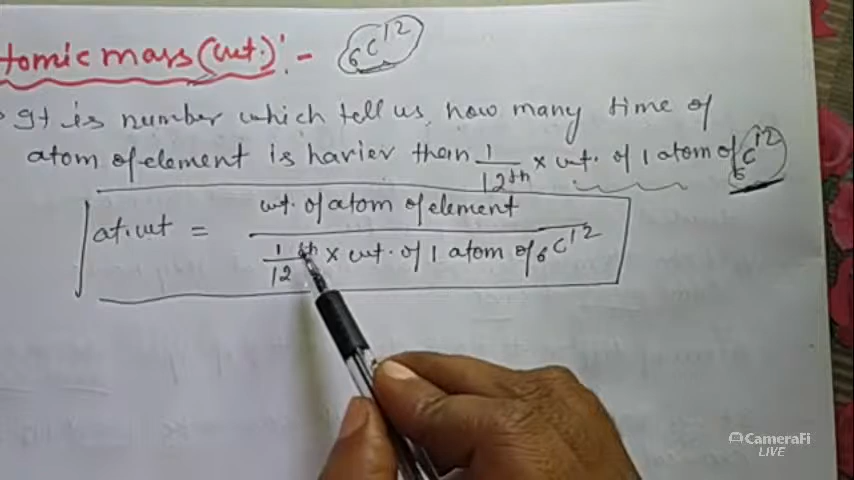 tomic mass (wt.) :- ₆C¹²
It is number which tell us, how many time of
atom of element is havier then 1/12th × wt. of 1 atom of ₆C¹²
at. wt = wt. of atom of element
1/12th × wt. of 1 atom of ₆C¹²
CameraFi
LIVE